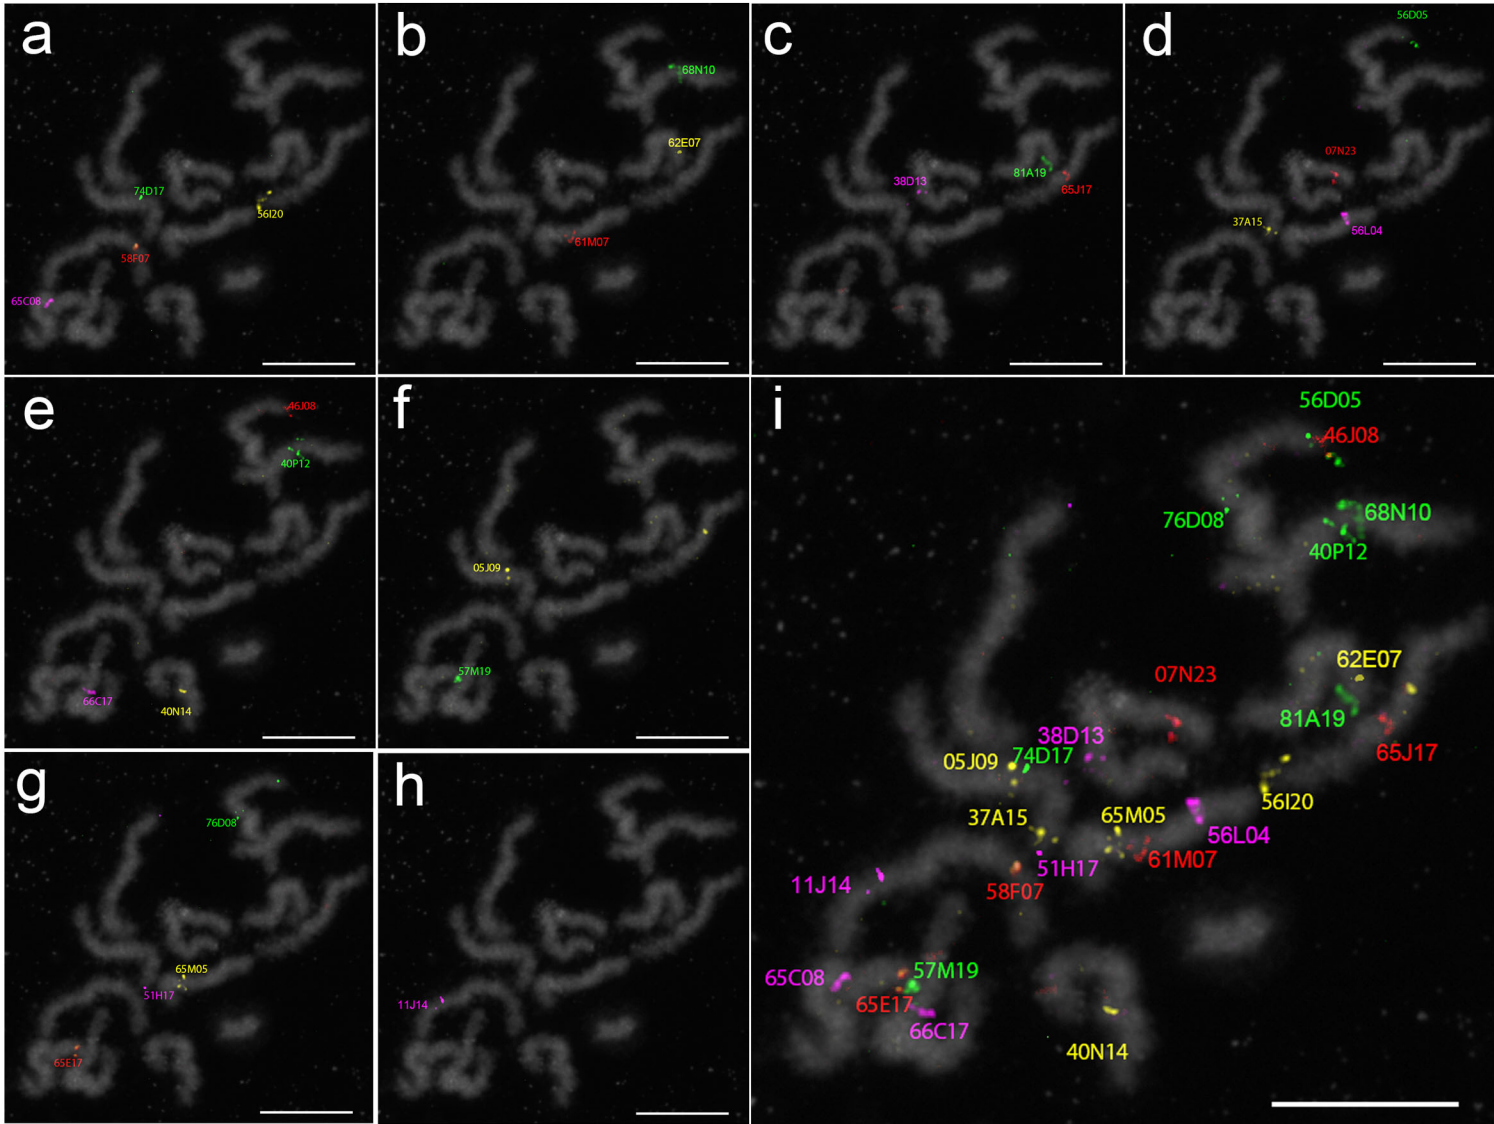 a
74D17
56I20
58F07
65C08
b
68N10
62E07
61M07
c
38D13
81A19
65J17
d
56D05
07N23
37A15
56L04
e
46J08
40P12
66C17
40N14
f
05J09
57M19
g
76D08
65M05
51H17
65E17
h
11J14
i
56D05
46J08
76D08
68N10
40P12
62E07
07N23
81A19
38D13
65J17
05J09
74D17
56I20
37A15
65M05
56L04
61M07
51H17
11J14
58F07
65C08
57M19
65E17
66C17
40N14